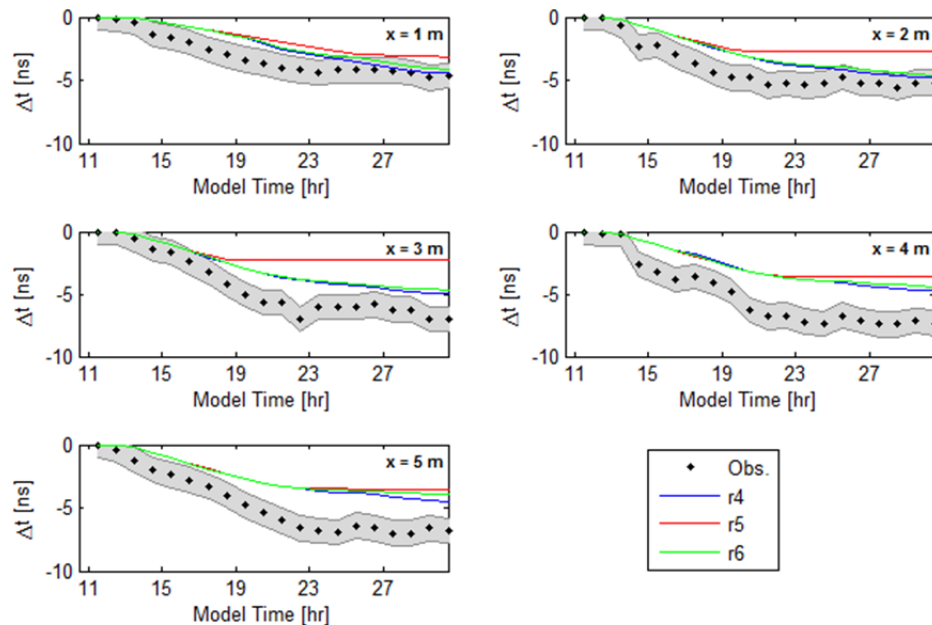 0
-5
-10
Δt [ns]
x = 1 m
11 15 19 23 27
Model Time [hr]
0
-5
-10
Δt [ns]
x = 2 m
11 15 19 23 27
Model Time [hr]
0
-5
-10
Δt [ns]
x = 3 m
11 15 19 23 27
Model Time [hr]
0
-5
-10
Δt [ns]
x = 4 m
11 15 19 23 27
Model Time [hr]
0
-5
-10
Δt [ns]
x = 5 m
11 15 19 23 27
Model Time [hr]
Obs.
r4
r5
r6